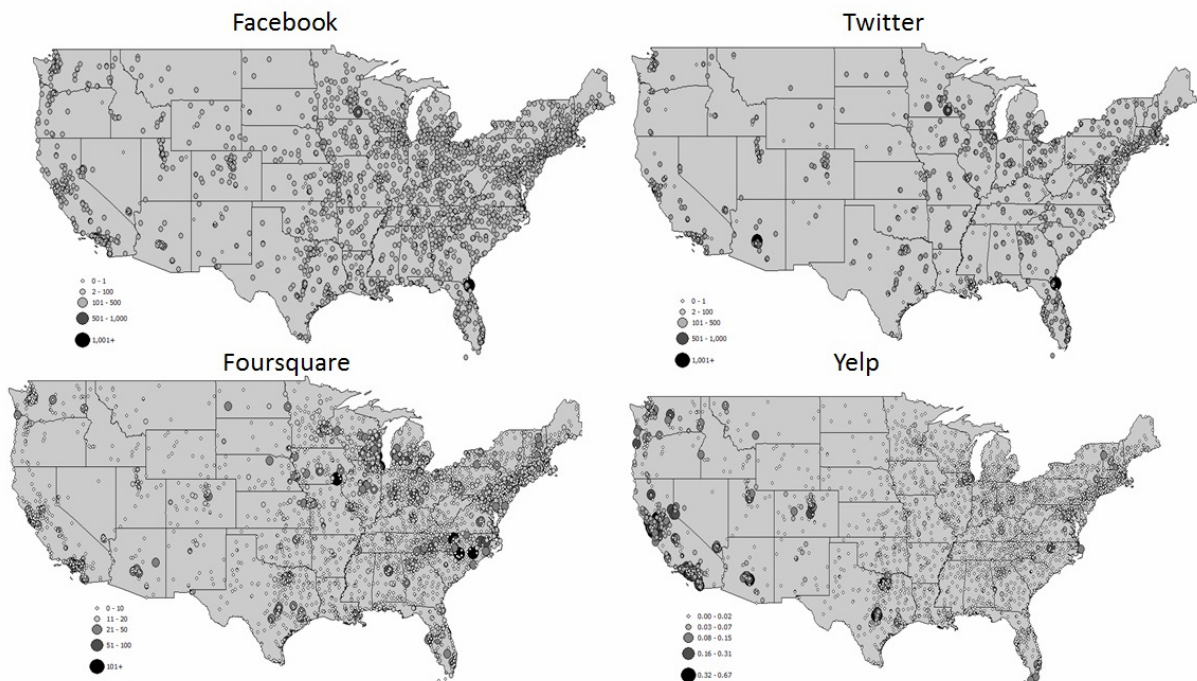 Facebook
Twitter
0 - 1
2 - 100
101 - 500
501 - 1,000
1,001+
0 - 1
2 - 100
101 - 500
501 - 1,000
1,001+
Foursquare
Yelp
0 - 10
11 - 20
21 - 50
51 - 100
101+
0.00 - 0.02
0.03 - 0.07
0.08 - 0.15
0.16 - 0.31
0.32 - 0.67